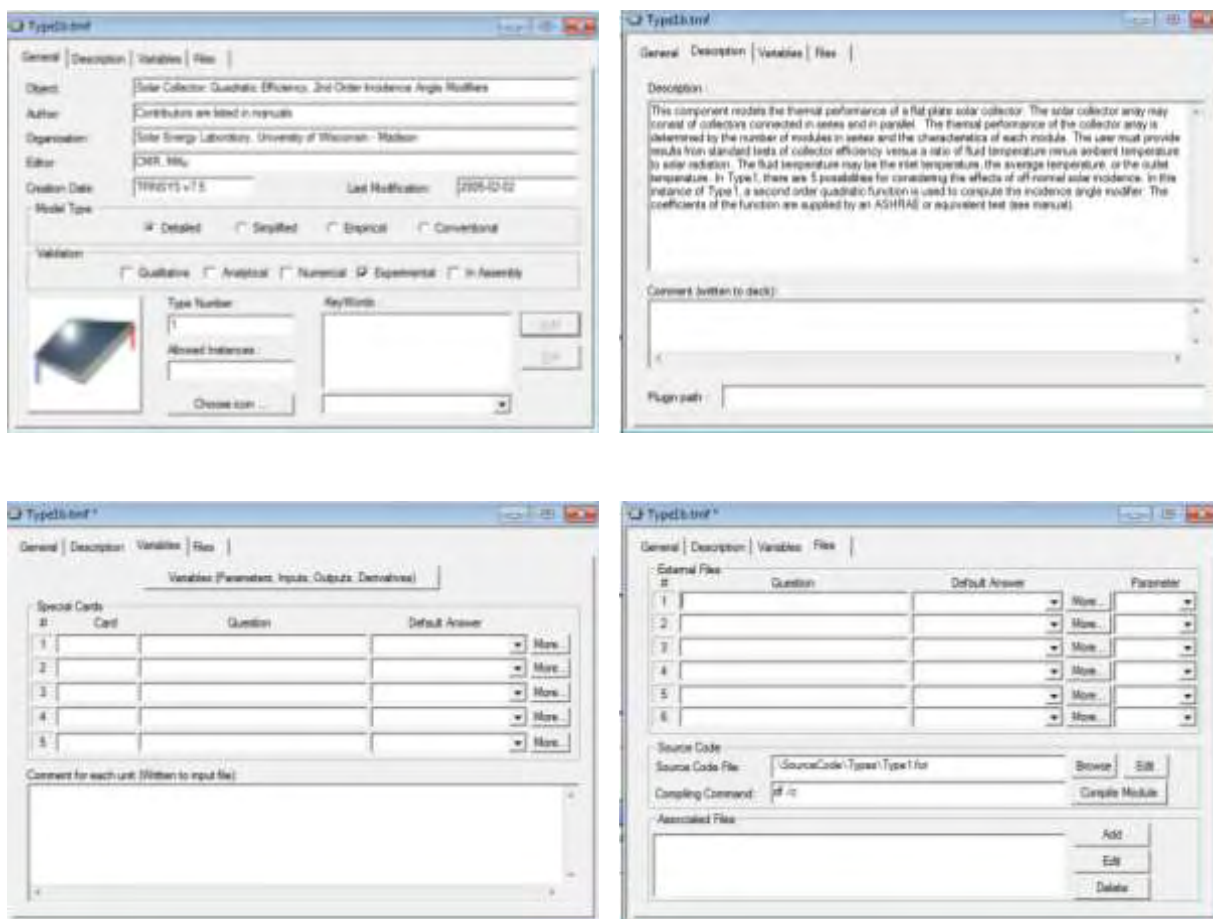 Type1b.tmf
General Description Variables Files
Object: Solar Collector: Quadratic Efficiency, 2nd Order Incidence Angle Modifiers
Author: Contributors are listed in manuals
Organisation: Solar Energy Laboratory, University of Wisconsin - Madison
Editor:
Creation Date: TRNSYS v7.5 Last Modification: 2005-02-02
Model Type
Detailed Simplified Empirical Conventional
Validation
Qualitative Analytical Numerical Experimental In Assembly
Type Number KeyWords
1
Allowed Instances :
Choose icon ...
Type1b.tmf
General Description Variables Files
Description :
This component models the thermal performance of a flat plate solar collector. The solar collector array may
consist of collectors connected in series and in parallel. The thermal performance of the collector array is
determined by the number of modules in series and the characteristics of each module. The user must provide
results from standard tests of collector efficiency versus a ratio of fluid temperature minus ambient temperature
to solar radiation. The fluid temperature may be the inlet temperature, the average temperature, or the outlet
temperature. In Type1, there are 5 possibilities for considering the effects of off-normal solar incidence. In this
instance of Type1, a second order quadratic function is used to compute the incidence angle modifier. The
coefficients of the function are supplied by an ASHRAE or equivalent test (see manual).
Comment (written to deck):
Plugin path :
Type1b.tmf *
General Description Variables Files
Variables (Parameters, Inputs, Outputs, Derivatives)
Special Cards
# Card Question Default Answer
1 More...
2 More...
3 More...
4 More...
5 More...
Comment for each unit (Written to input file)
Type1b.tmf *
General Description Variables Files
External Files
# Question Default Answer Parameter
1 More...
2 More...
3 More...
4 More...
5 More...
6 More...
Source Code
Source Code File: .\SourceCode\Types\Type1.for Browse Edit
Compiling Command: Compile Module
Associated Files
Add
Edit
Delete